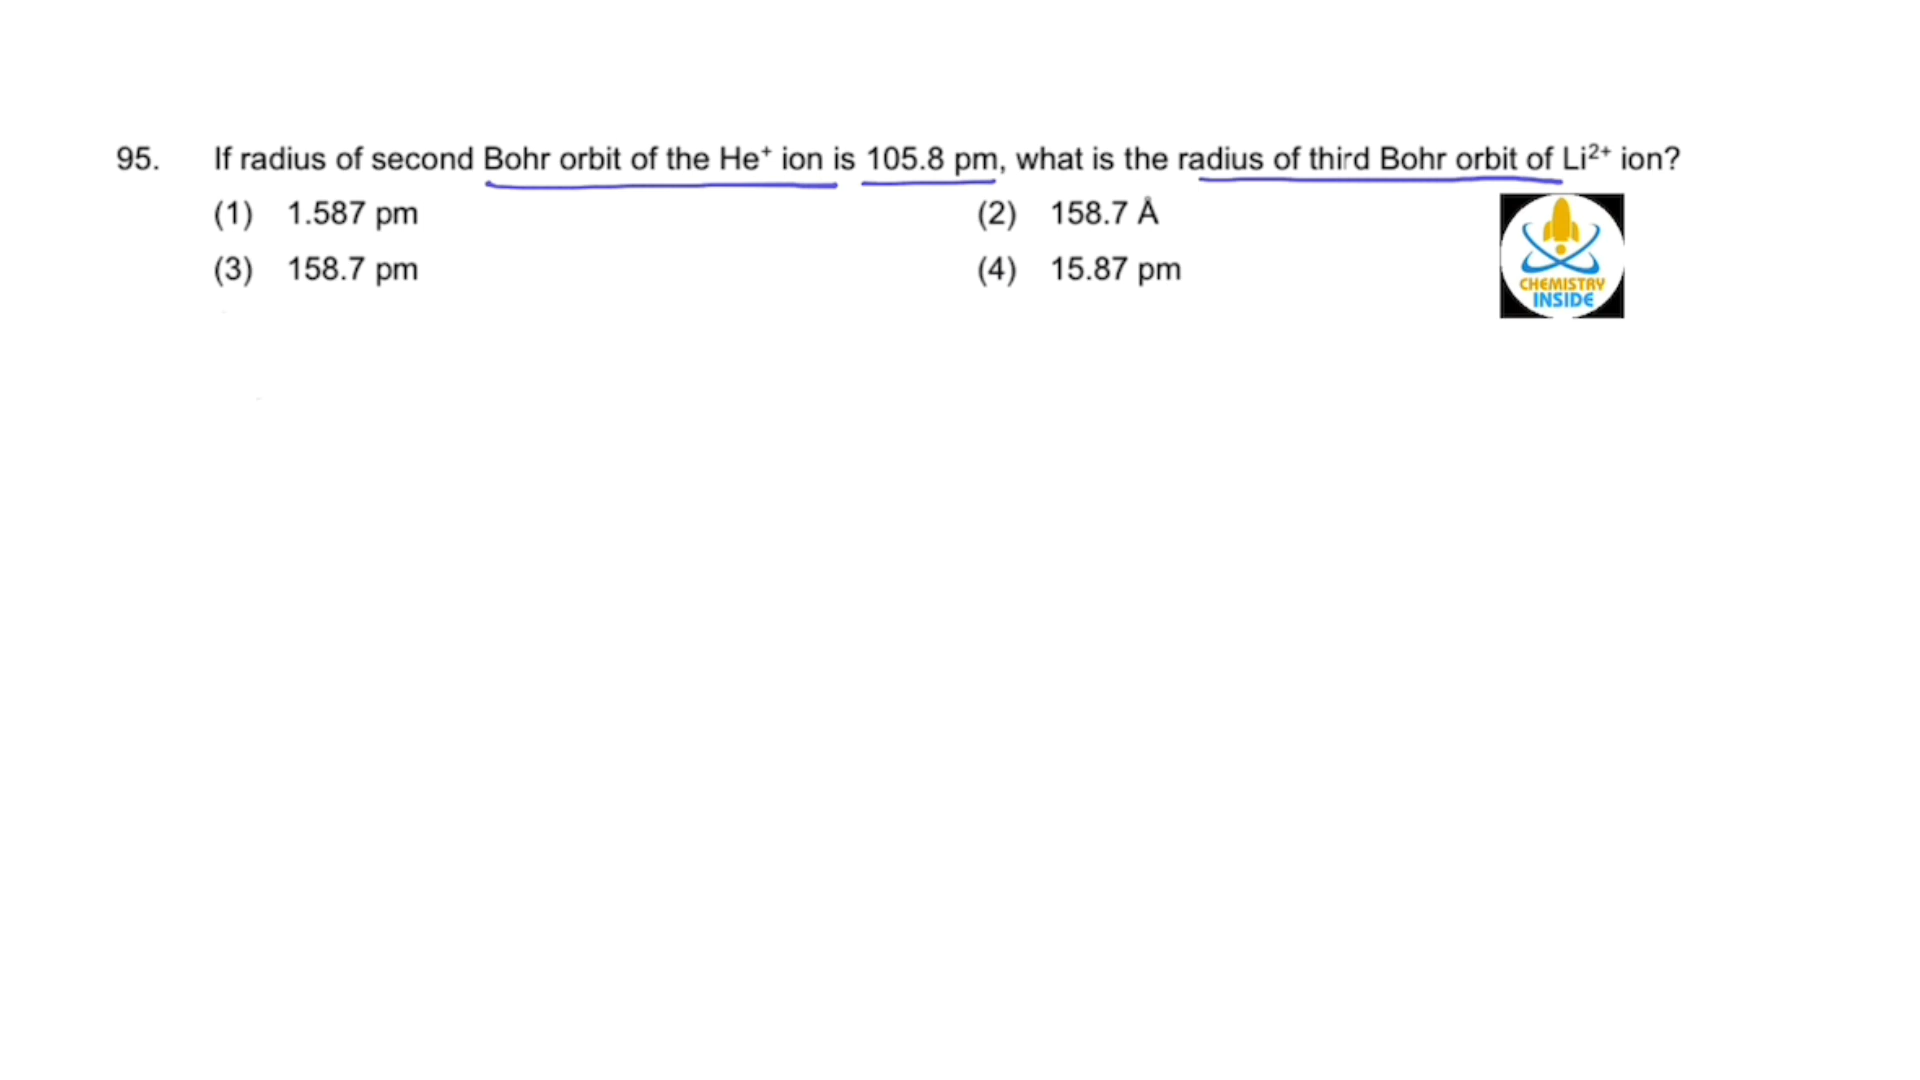 95. If radius of second Bohr orbit of the He⁺ ion is 105.8 pm, what is the radius of third Bohr orbit of Li²⁺ ion?
(1) 1.587 pm (2) 158.7 Å
(3) 158.7 pm (4) 15.87 pm
CHEMISTRY
INSIDE